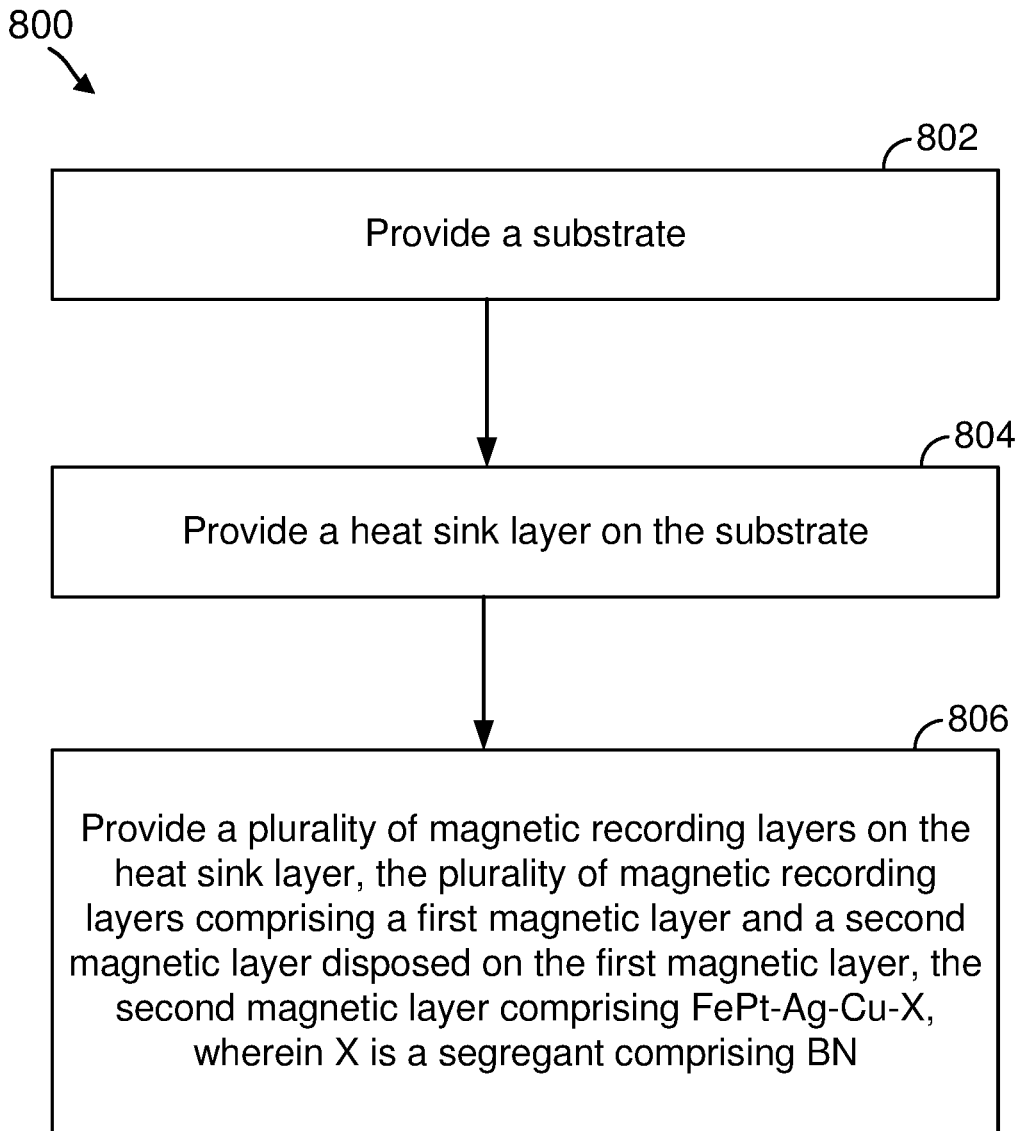 800
802
Provide a substrate
804
Provide a heat sink layer on the substrate
806
Provide a plurality of magnetic recording layers on the
heat sink layer, the plurality of magnetic recording
layers comprising a first magnetic layer and a second
magnetic layer disposed on the first magnetic layer, the
second magnetic layer comprising FePt-Ag-Cu-X,
wherein X is a segregant comprising BN